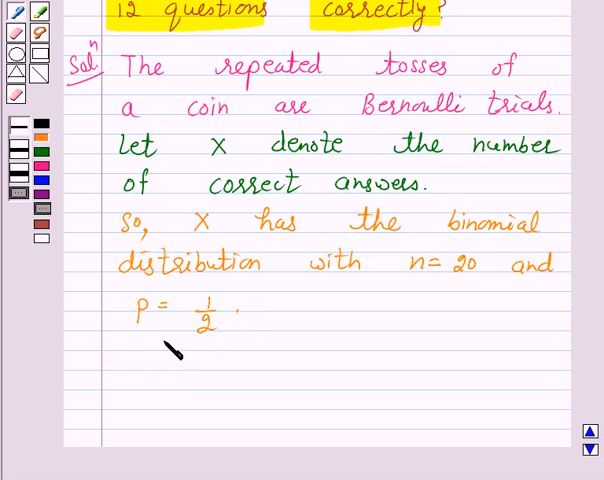 12 questions correctly?
Solⁿ The repeated tosses of
a coin are Bernoulli trials.
Let X denote the number
of correct answers.
So, X has the binomial
distribution with n = 20 and
P = 1/2 .